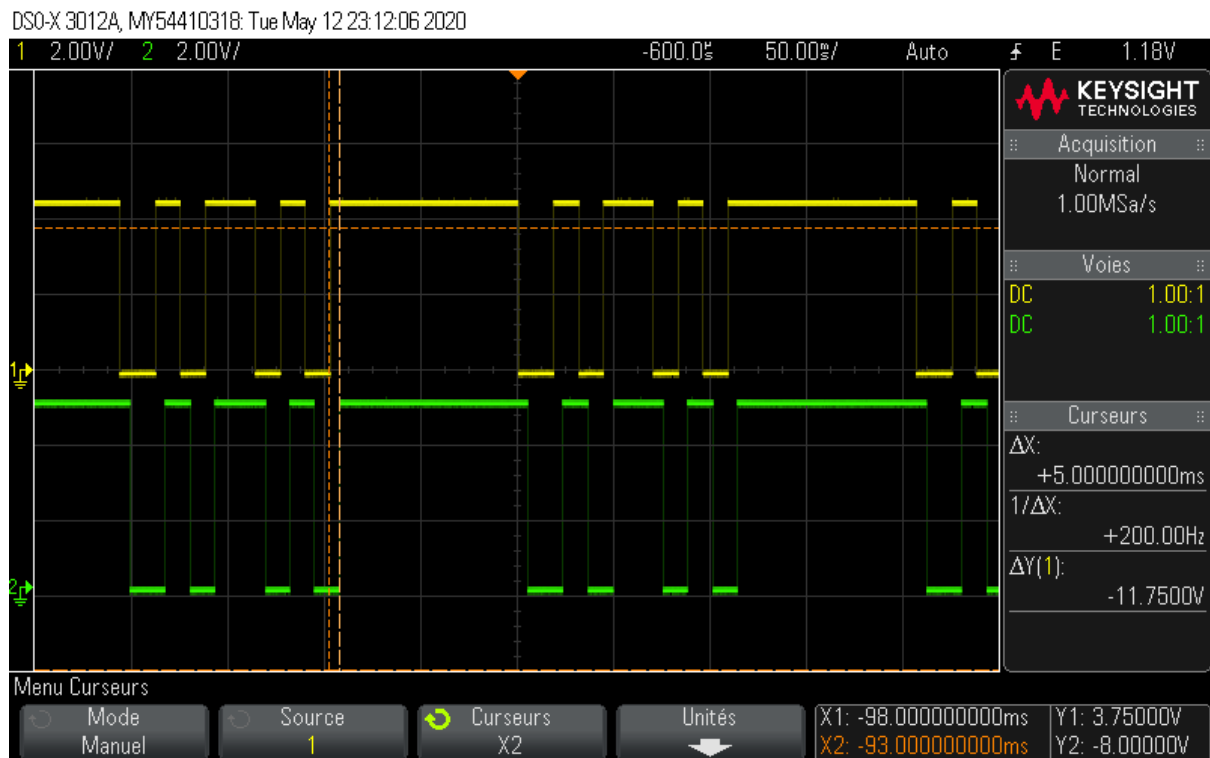 DSO-X 3012A, MY54410318: Tue May 12 23:12:06 2020
1 2.00V/ 2 2.00V/ -600.0µs 50.00ms/ Auto E 1.18V
KEYSIGHT
TECHNOLOGIES
Acquisition
Normal
1.00MSa/s
Voies
DC 1.00:1
DC 1.00:1
Curseurs
ΔX:
+5.000000000ms
1/ΔX:
+200.00Hz
ΔY(1):
-11.7500V
1
2
Menu Curseurs
Mode Source Curseurs Unités
Manuel 1 X2
X1: -98.000000000ms Y1: 3.75000V
X2: -93.000000000ms Y2: -8.00000V